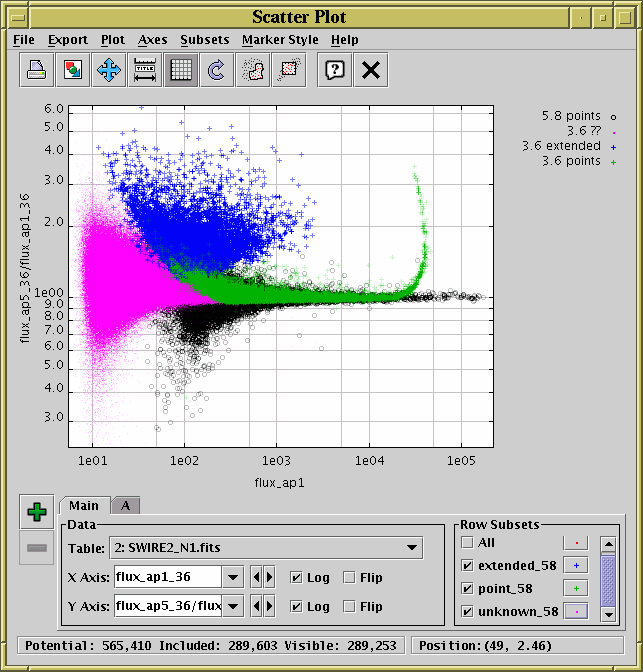 Scatter Plot
File Export Plot Axes Subsets Marker Style Help
TITLE
?
6.0
5.0
4.0
3.0
2.0
1e00
9.0
8.0
7.0
6.0
5.0
4.0
3.0
flux_ap5_36/flux_ap1_36
1e01 1e02 1e03 1e04 1e05
flux_ap1
5.8 points
3.6 ??
3.6 extended
3.6 points
Main A
Data
Table: 2: SWIRE2_N1.fits
X Axis: flux_ap1_36 Log Flip
Y Axis: flux_ap5_36/flux Log Flip
Row Subsets
All
extended_58
point_58
unknown_58
Potential: 565,410 Included: 289,603 Visible: 289,253
Position:(49, 2.46)